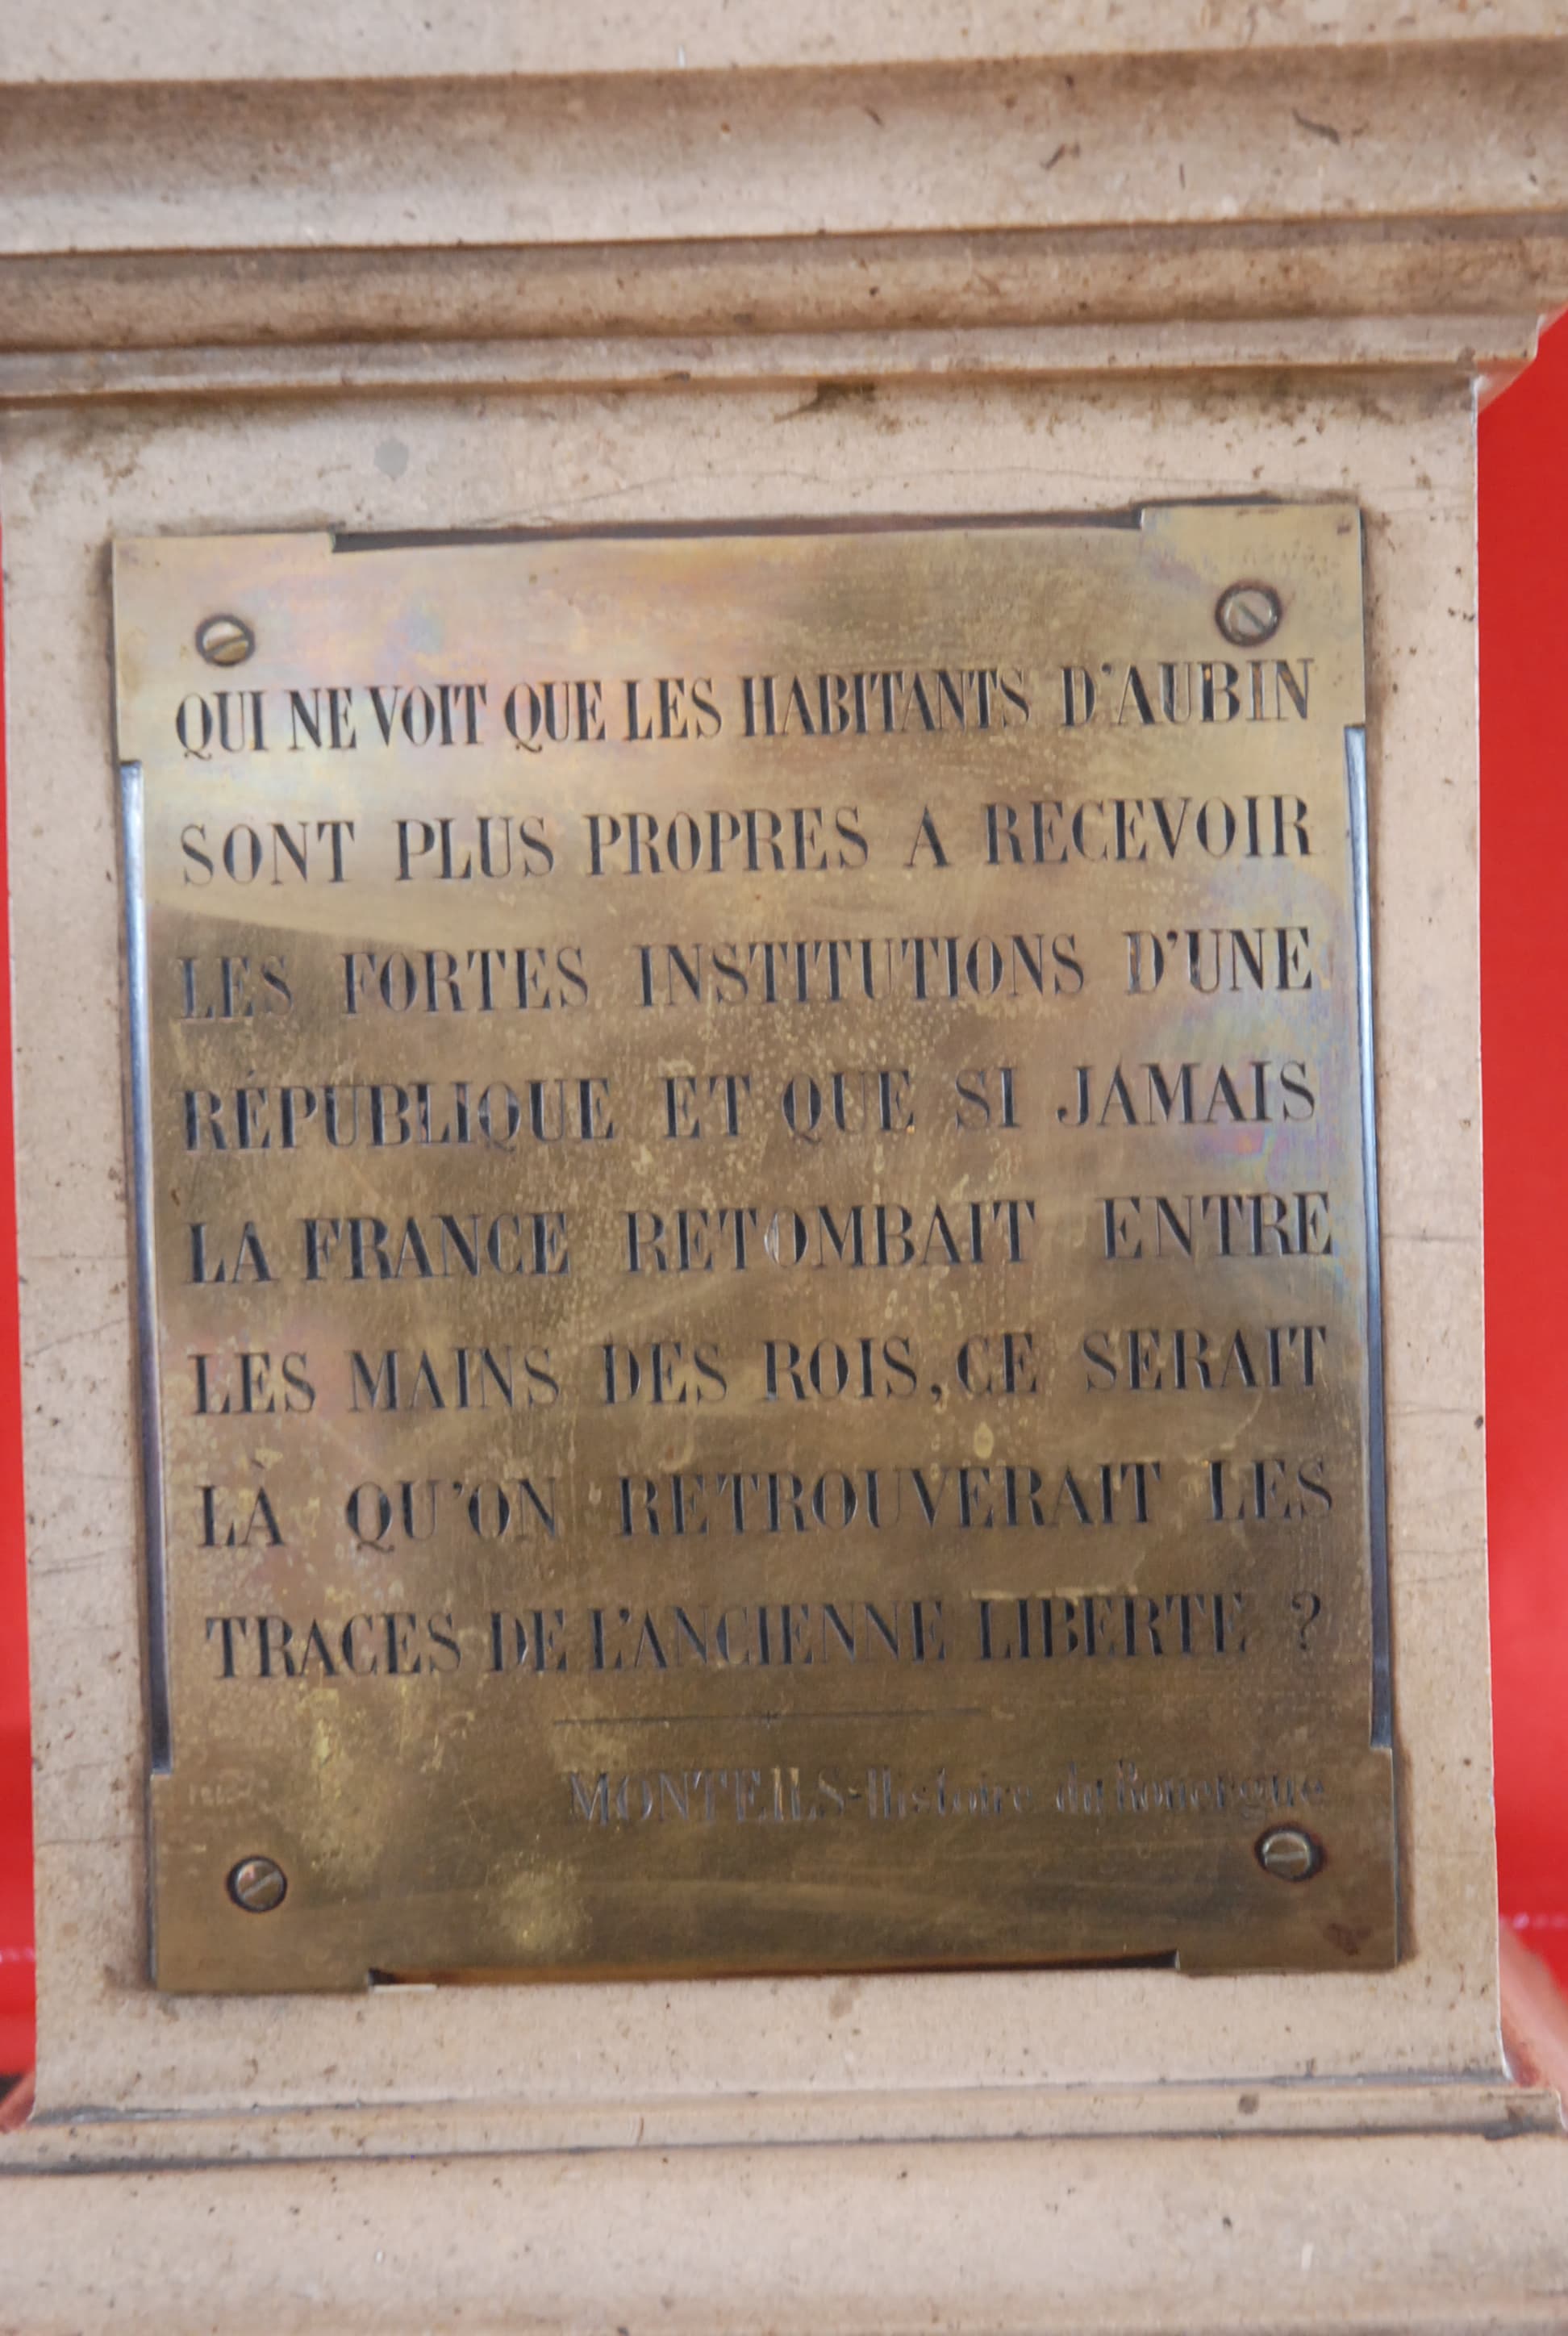 QUI NE VOIT QUE LES HABITANTS D'AUBIN
SONT PLUS PROPRES A RECEVOIR
LES FORTES INSTITUTIONS D'UNE
RÉPUBLIQUE ET QUE SI JAMAIS
LA FRANCE RETOMBAIT ENTRE
LES MAINS DES ROIS, CE SERAIT
LÀ QU'ON RETROUVERAIT LES
TRACES DE L'ANCIENNE LIBERTE ?
MONTEILS-Histoire du Rouergue